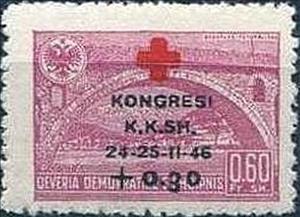 KONGRESI
K.K.SH.
24-25-II-46
+ 0.30
0.60
FR. SH.
QEVERIA DEMOKRATIKE E SHQIPNIS